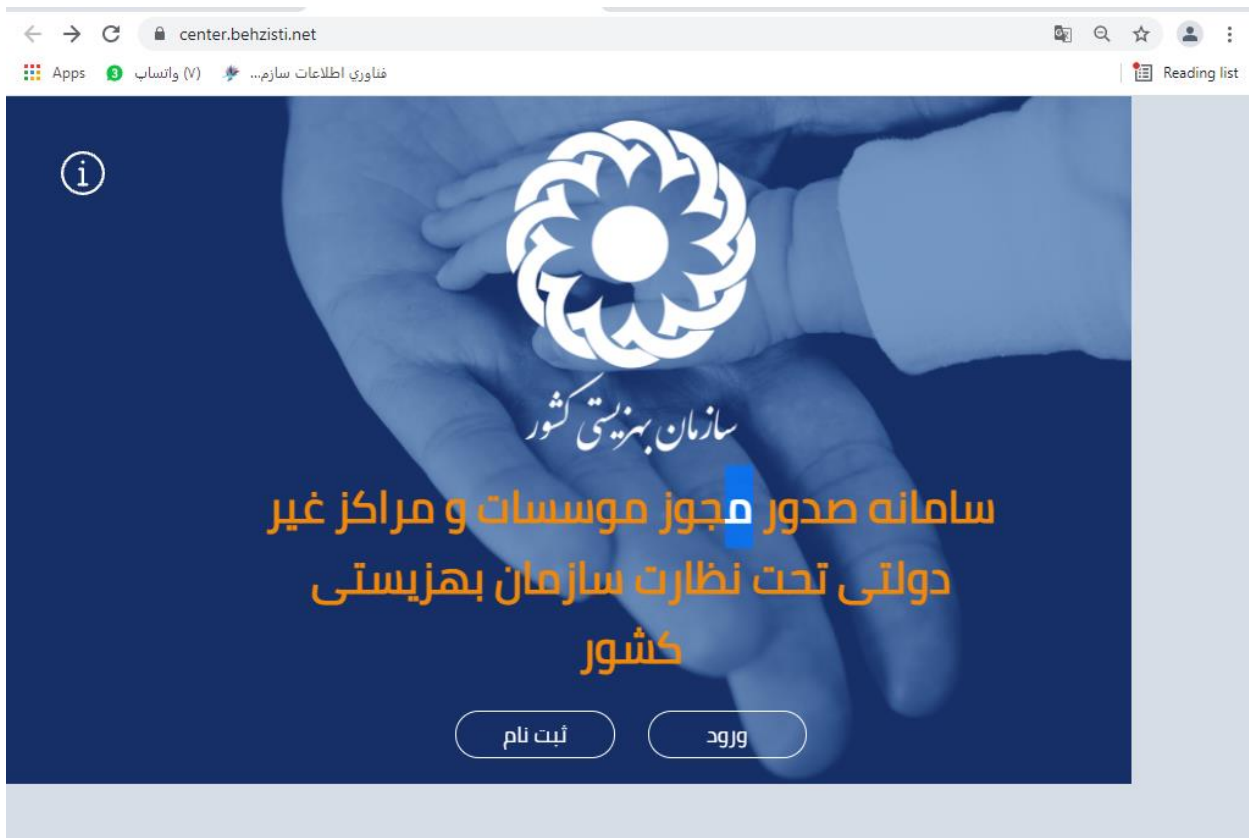 center.behzisti.net
Apps
(۷) واتساپ
فناوري اطلاعات سازم...
Reading list
سازمان بهزیستی کشور
سامانه صدور مجوز موسسات و مراکز غیر
دولتی تحت نظارت سازمان بهزیستی
کشور
ورود
ثبت نام